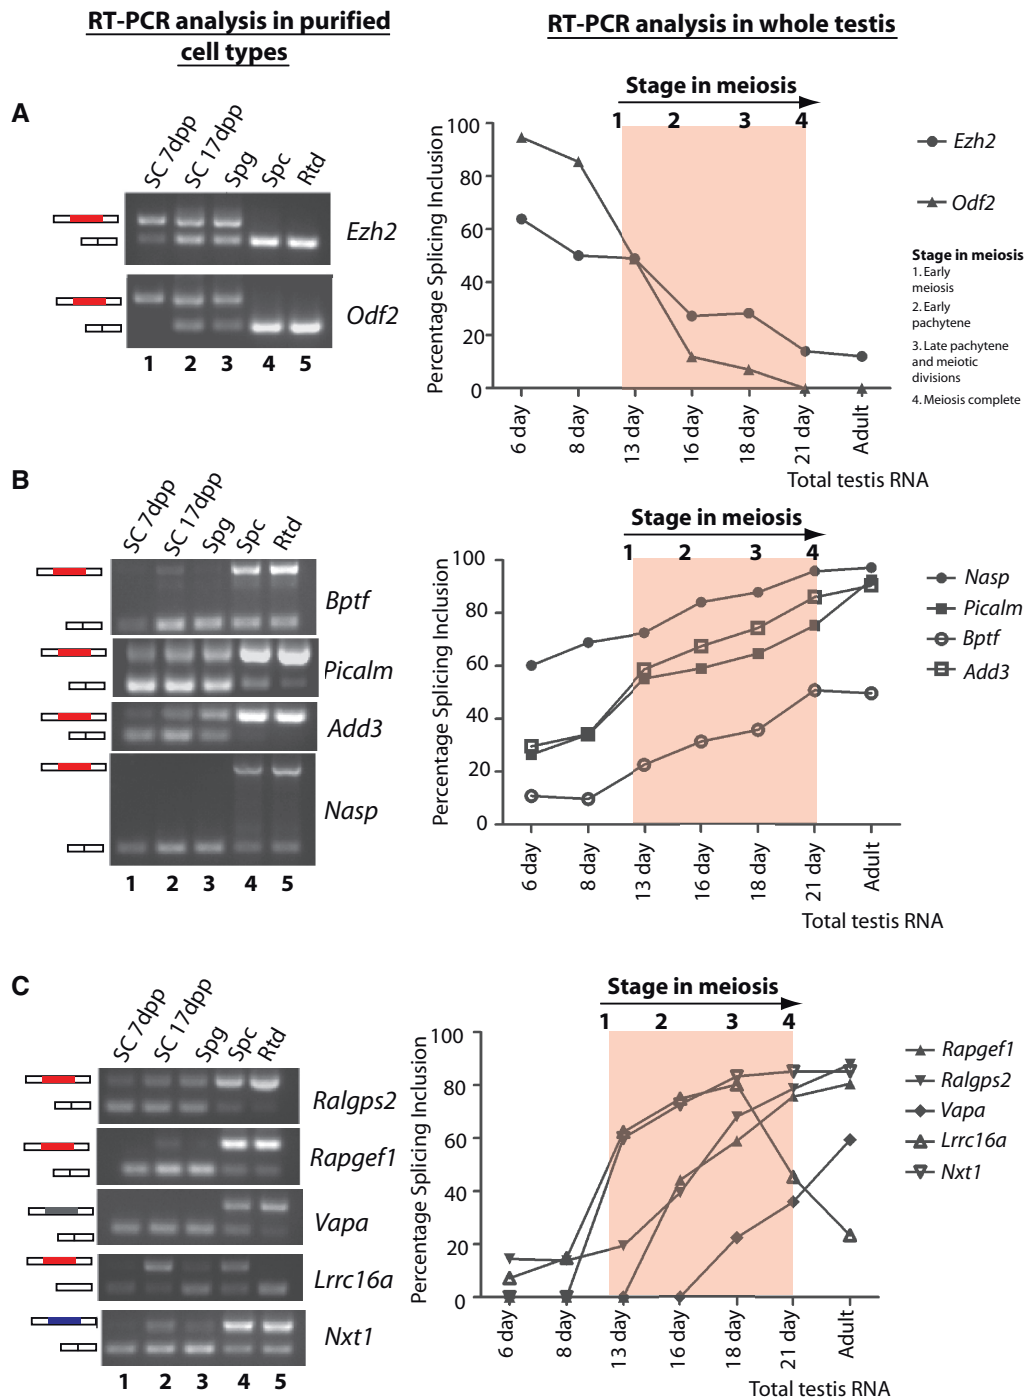 RT-PCR analysis in purified
cell types
RT-PCR analysis in whole testis
A
SC 7dpp
SC 17dpp
Spg
Spc
Rtd
Ezh2
Odf2
1 2 3 4 5
Stage in meiosis
1 2 3 4
Percentage Splicing Inclusion
100
80
60
40
20
0
6 day
8 day
13 day
16 day
18 day
21 day
Adult
Total testis RNA
Ezh2
Odf2
Stage in meiosis
1. Early
meiosis
2. Early
pachytene
3. Late pachytene
and meiotic
divisions
4. Meiosis complete
B
SC 7dpp
SC 17dpp
Spg
Spc
Rtd
Bptf
Picalm
Add3
Nasp
1 2 3 4 5
Stage in meiosis
1 2 3 4
Percentage Splicing Inclusion
100
80
60
40
20
0
6 day
8 day
13 day
16 day
18 day
21 day
Adult
Total testis RNA
Nasp
Picalm
Bptf
Add3
C
SC 7dpp
SC 17dpp
Spg
Spc
Rtd
Ralgps2
Rapgef1
Vapa
Lrrc16a
Nxt1
1 2 3 4 5
Stage in meiosis
1 2 3 4
Percentage Splicing Inclusion
100
80
60
40
20
0
6 day
8 day
13 day
16 day
18 day
21 day
Adult
Total testis RNA
Rapgef1
Ralgps2
Vapa
Lrrc16a
Nxt1